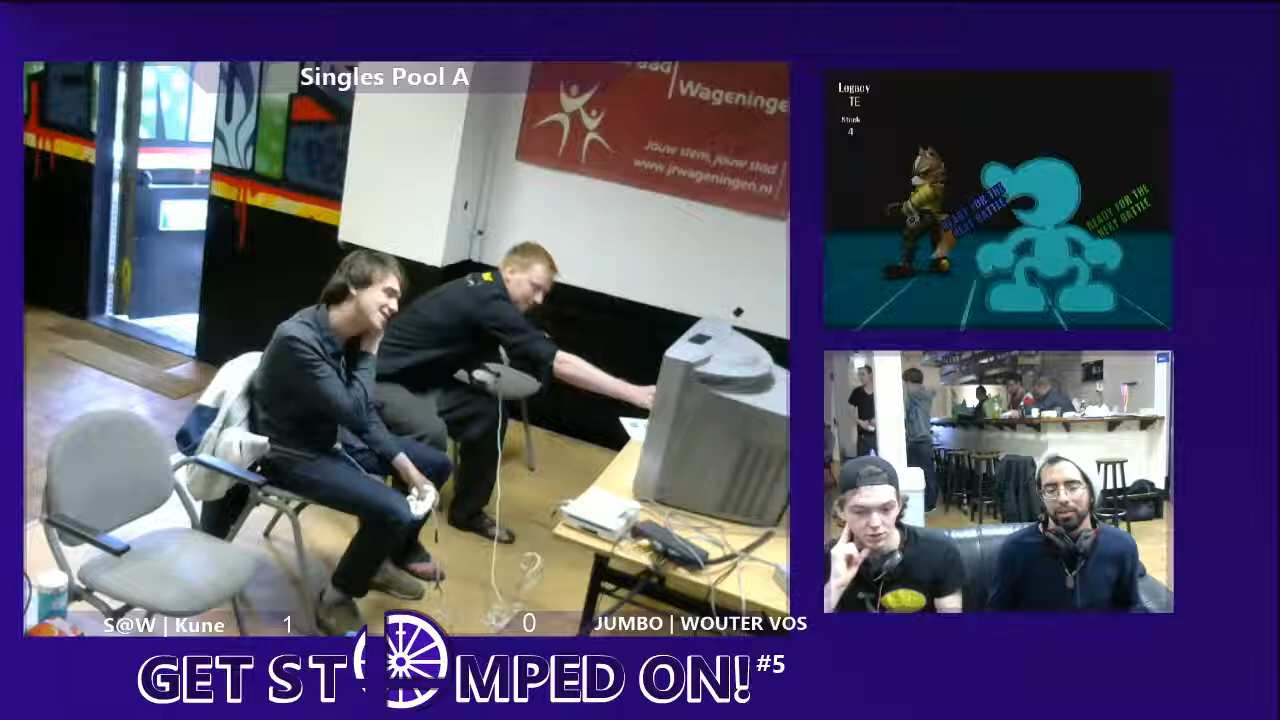 Singles Pool A
Wageninge
Jouw stem, jouw stad
www.jrwageningen.nl
Legacy
TE
Stock
4
READY FOR THE
NEXT BATTLE
READY FOR THE
NEXT BATTLE
S@W | Kune 1 0 JUMBO | WOUTER VOS
GET ST MPED ON! #5